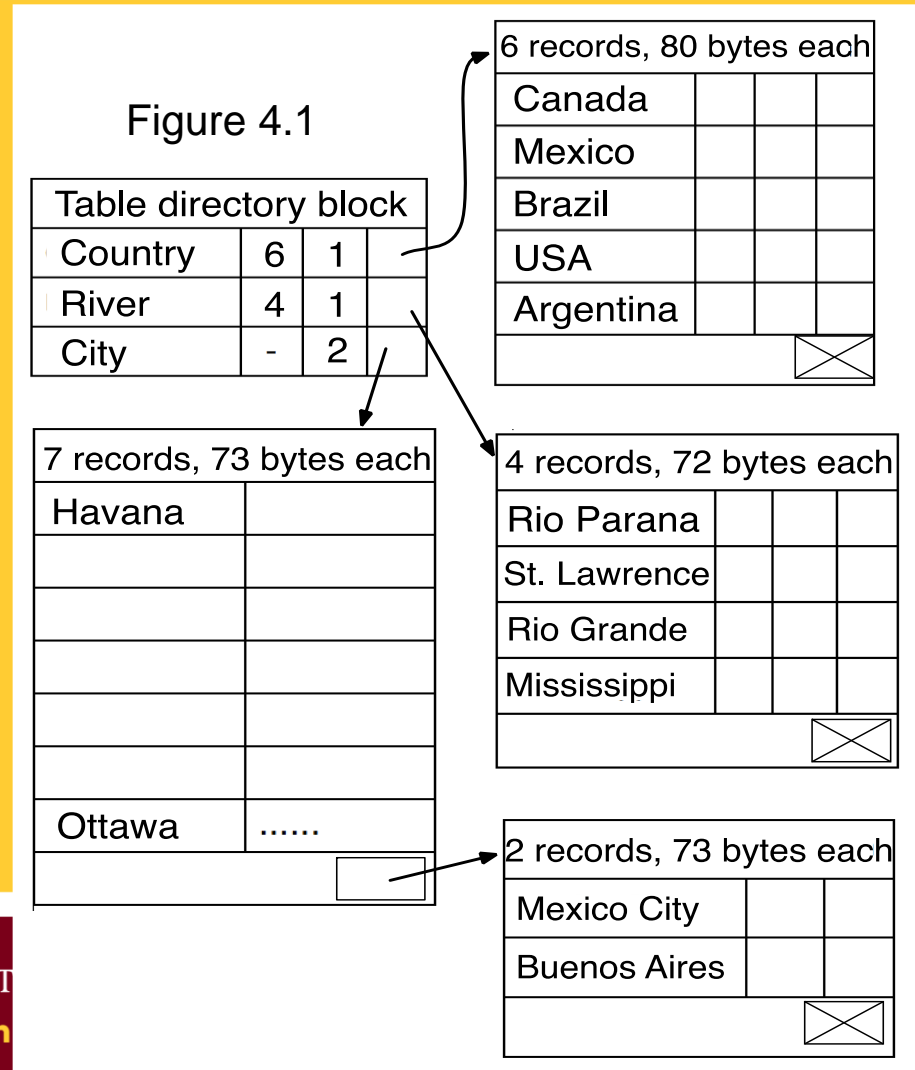 Figure 4.1
Table directory block
Country 6 1
River 4 1
City - 2
6 records, 80 bytes each
Canada
Mexico
Brazil
USA
Argentina
7 records, 73 bytes each
Havana
Ottawa ......
4 records, 72 bytes each
Rio Parana
St. Lawrence
Rio Grande
Mississippi
2 records, 73 bytes each
Mexico City
Buenos Aires